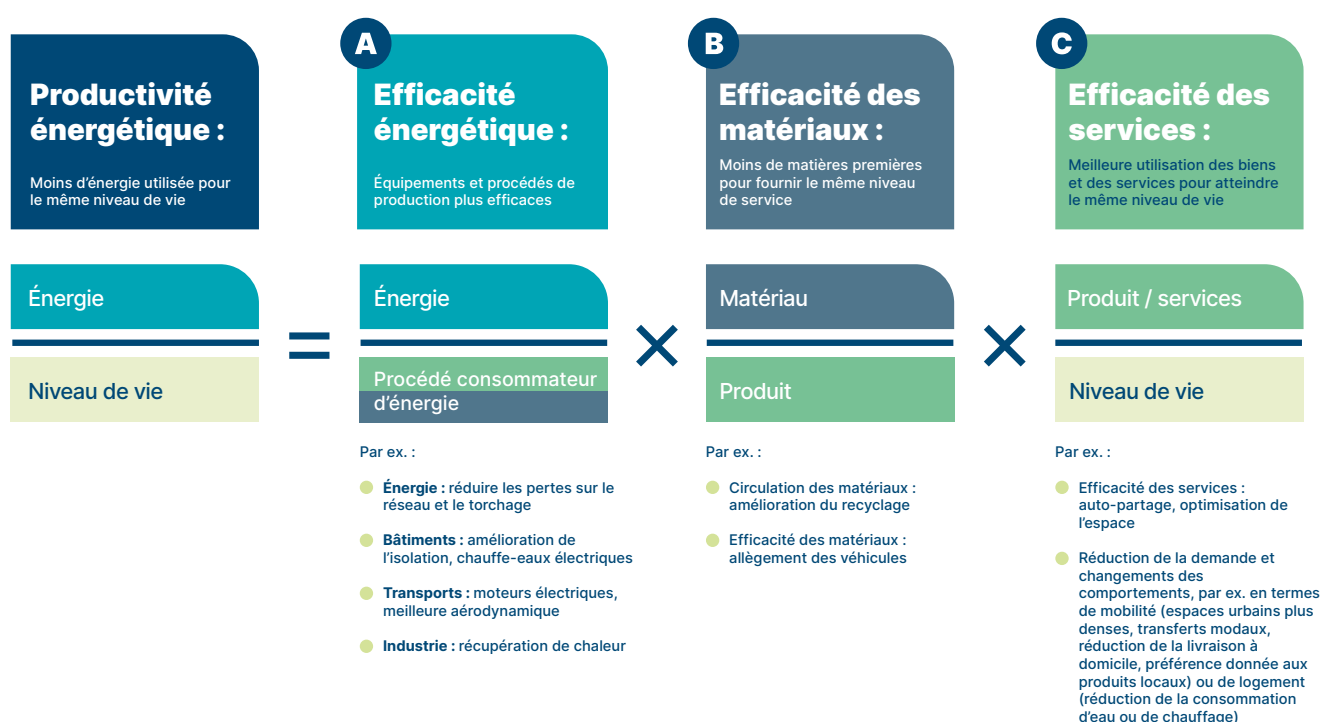 Productivité
énergétique :
Moins d'énergie utilisée pour
le même niveau de vie
A
Efficacité
énergétique :
Équipements et procédés de
production plus efficaces
B
Efficacité des
matériaux :
Moins de matières premières
pour fournir le même niveau
de service
C
Efficacité des
services :
Meilleure utilisation des biens
et des services pour atteindre
le même niveau de vie
Énergie
Niveau de vie
=
Énergie
Procédé consommateur
d'énergie
×
Matériau
Produit
×
Produit / services
Niveau de vie
Par ex. :
Énergie : réduire les pertes sur le
réseau et le torchage
Bâtiments : amélioration de
l'isolation, chauffe-eaux électriques
Transports : moteurs électriques,
meilleure aérodynamique
Industrie : récupération de chaleur
Par ex. :
Circulation des matériaux :
amélioration du recyclage
Efficacité des matériaux :
allègement des véhicules
Par ex. :
Efficacité des services :
auto-partage, optimisation de
l'espace
Réduction de la demande et
changements des
comportements, par ex. en termes
de mobilité (espaces urbains plus
denses, transferts modaux,
réduction de la livraison à
domicile, préférence donnée aux
produits locaux) ou de logement
(réduction de la consommation
d'eau ou de chauffage)